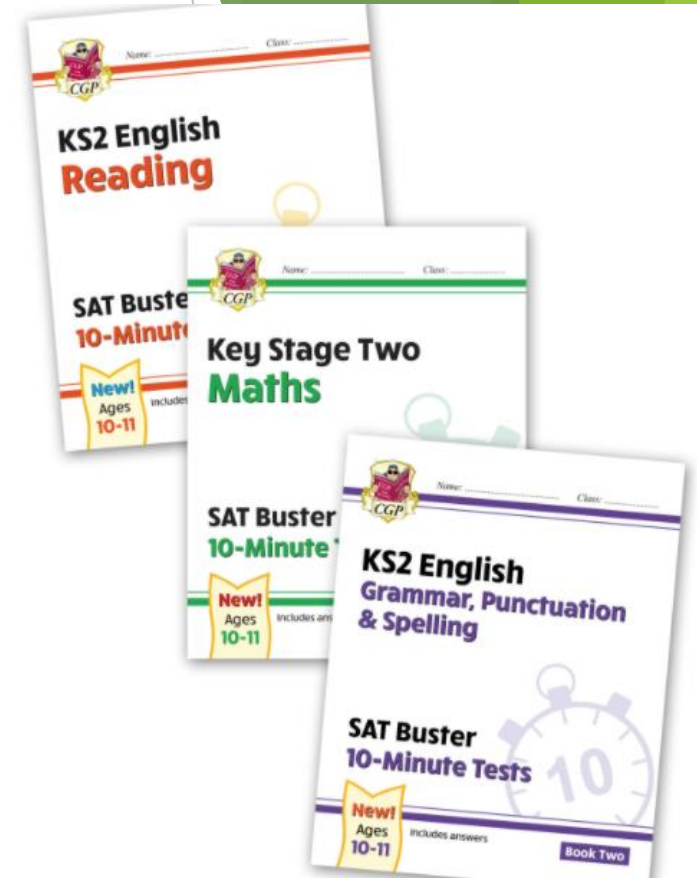 Name: Class:
CGP
KS2 English
Reading
SAT Buste
10-Minute
New!
Ages
10-11
includes
Name: Class:
CGP
Key Stage Two
Maths
SAT Buster
10-Minute
New!
Ages
10-11
Includes ans
Name: Class:
CGP
KS2 English
Grammar, Punctuation
& Spelling
SAT Buster
10-Minute Tests
10
New!
Ages
10-11
includes answers
Book Two